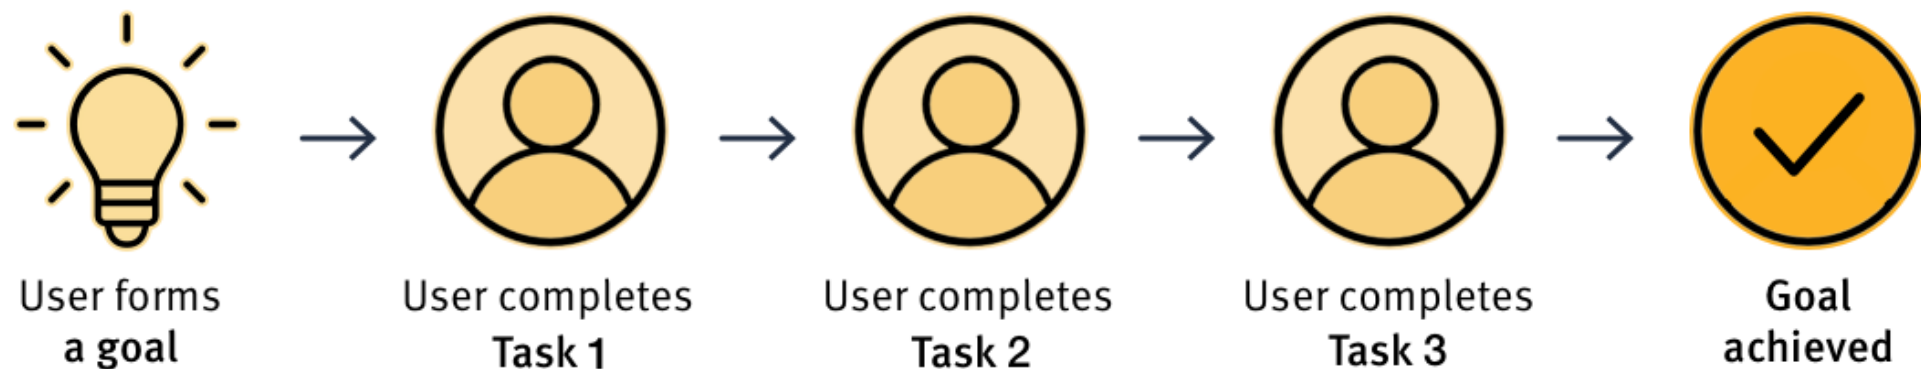 User forms
a goal
User completes
Task 1
User completes
Task 2
User completes
Task 3
Goal
achieved